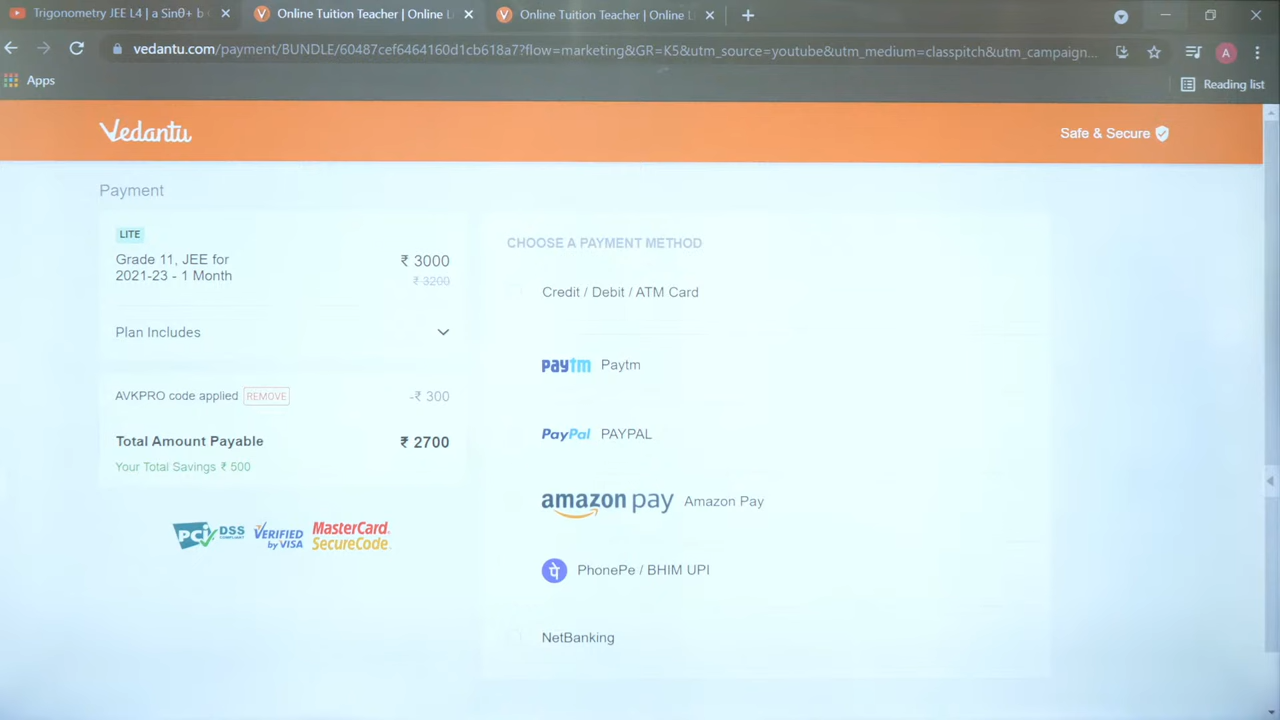 Trigonometry JEE L4 | a Sinθ+ b
Online Tuition Teacher | Online L
Online Tuition Teacher | Online L
vedantu.com/payment/BUNDLE/60487cef6464160d1cb618a7?flow=marketing&GR=K5&utm_source=youtube&utm_medium=classpitch&utm_campaign...
A
Apps
Reading list
Vedantu
Safe & Secure
Payment
LITE
Grade 11, JEE for
2021-23 - 1 Month
₹ 3000
₹ 3200
Plan Includes
AVKPRO code applied REMOVE
-₹ 300
Total Amount Payable
₹ 2700
Your Total Savings ₹ 500
PCI DSS COMPLIANT
VERIFIED by VISA
MasterCard.
SecureCode.
CHOOSE A PAYMENT METHOD
Credit / Debit / ATM Card
paytm Paytm
PayPal PAYPAL
amazon pay Amazon Pay
पे PhonePe / BHIM UPI
NetBanking